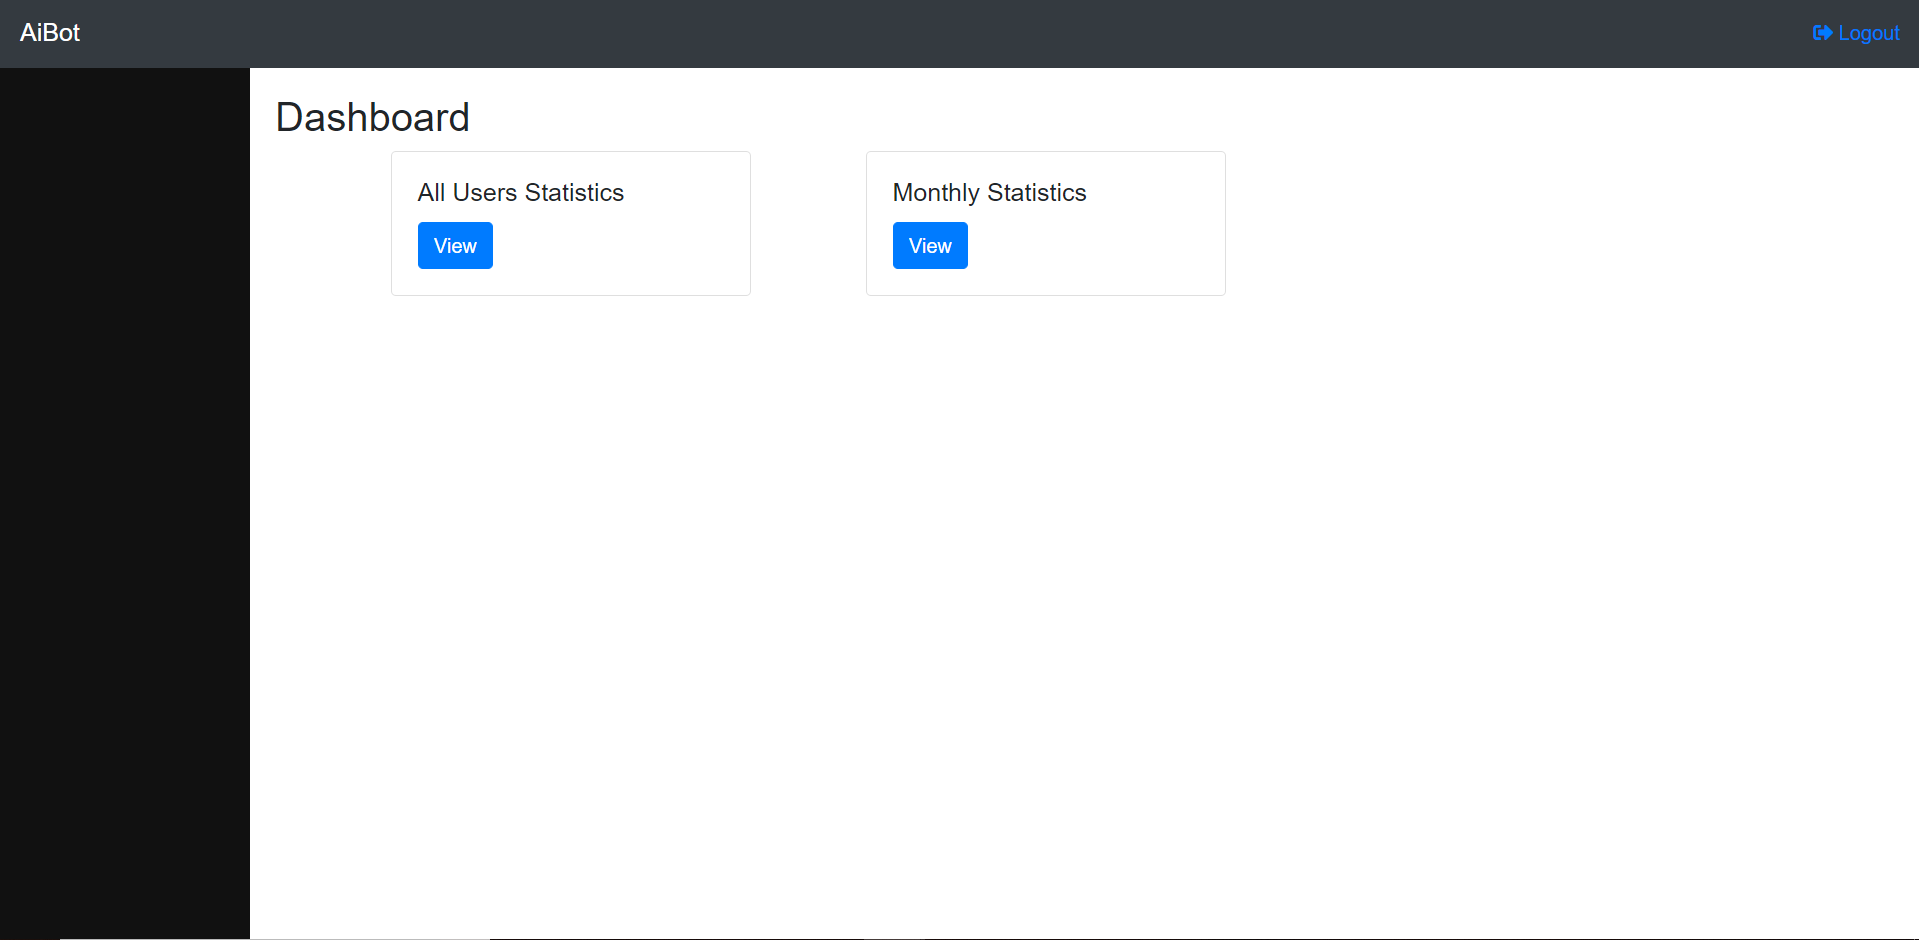 AiBot
Logout
Dashboard
All Users Statistics
View
Monthly Statistics
View